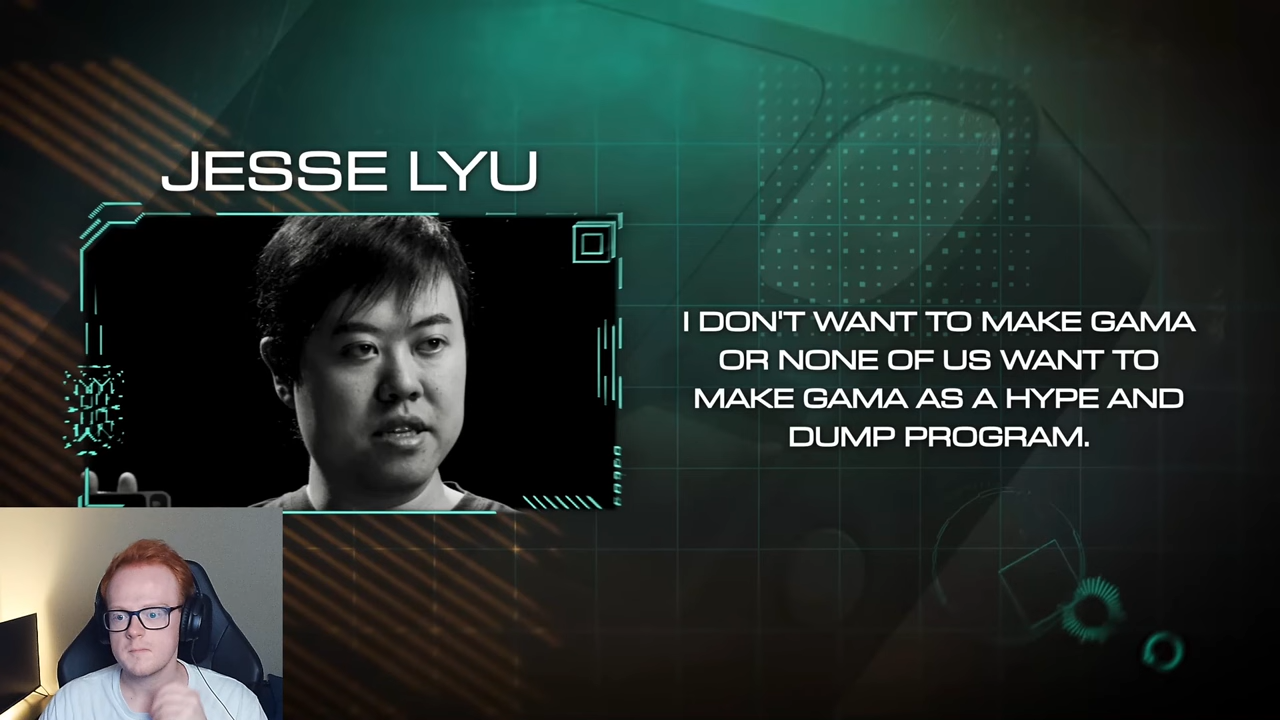 JESSE LYU
I DON'T WANT TO MAKE GAMA
OR NONE OF US WANT TO
MAKE GAMA AS A HYPE AND
DUMP PROGRAM.